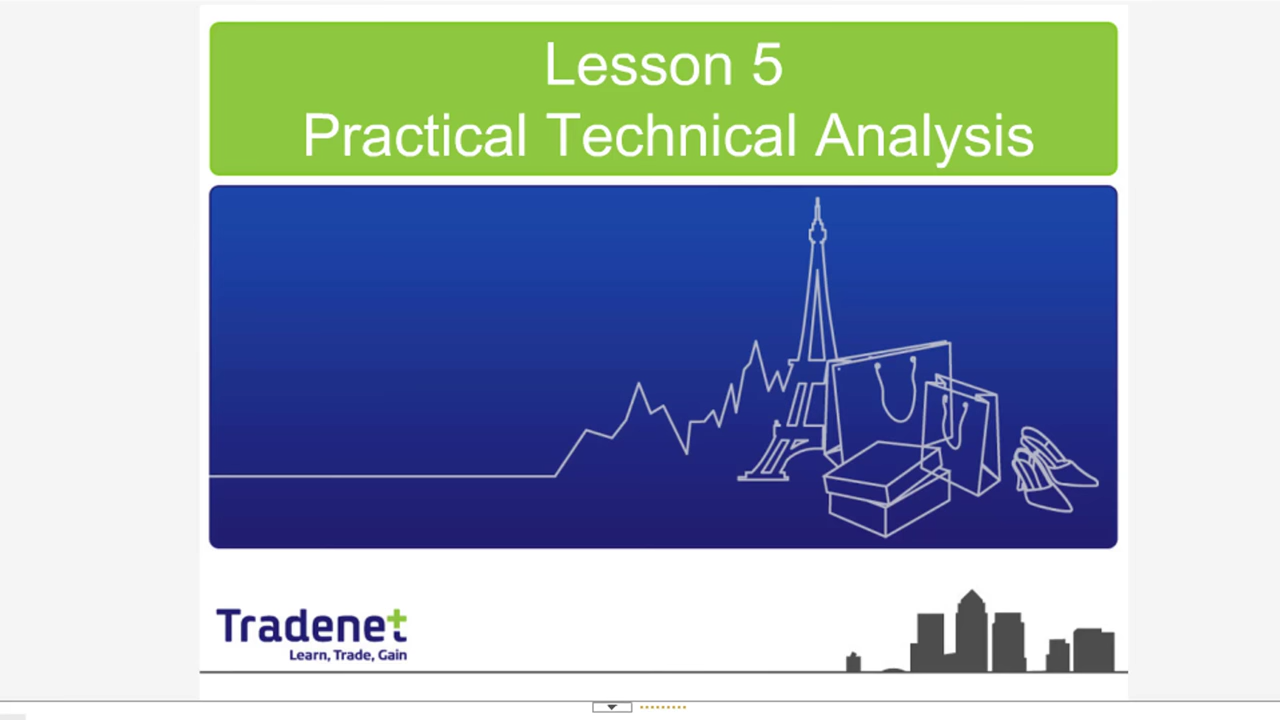 Lesson 5
Practical Technical Analysis
Tradenet
Learn, Trade, Gain